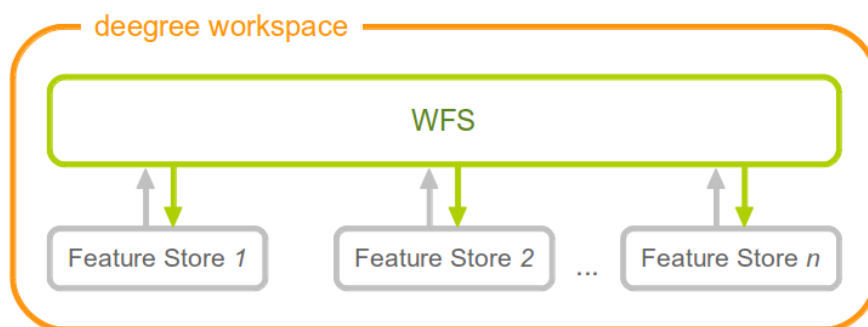 deegree workspace
WFS
Feature Store 1
Feature Store 2
...
Feature Store n